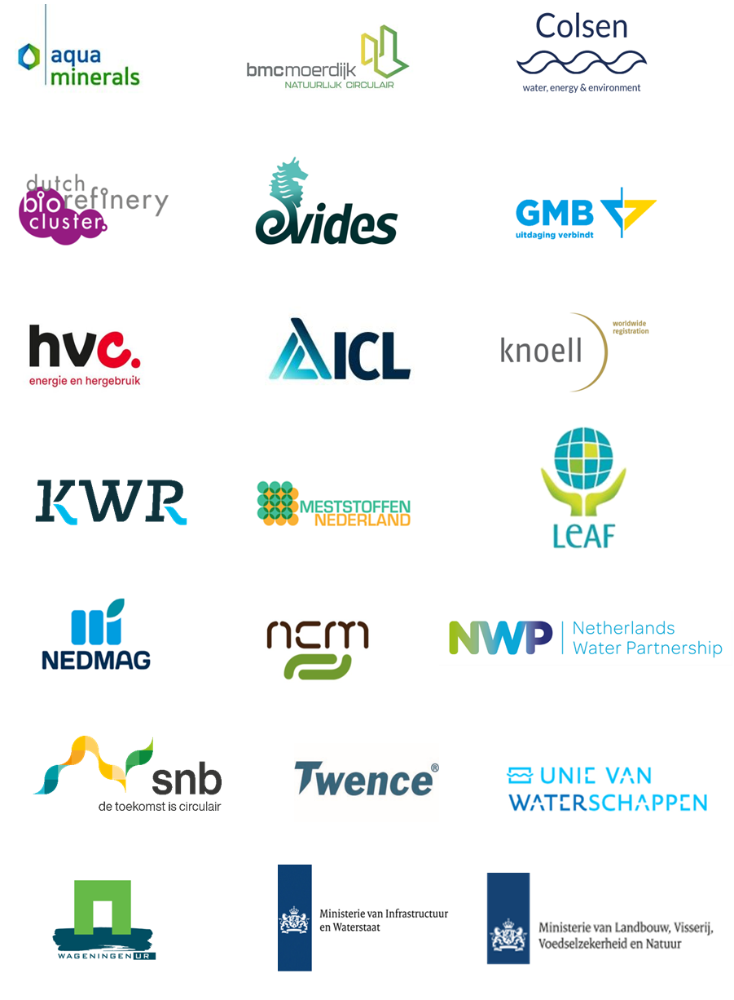 aqua
minerals
bmcmoerdijk
NATUURLIJK CIRCULAIR
Colsen
water, energy & environment
dutch
biorefinery
cluster.
evides
GMB
uitdaging verbindt
hvc.
energie en hergebruik
ICL
knoell
worldwide
registration
KWR
MESTSTOFFEN
NEDERLAND
LeAF
NEDMAG
ncm
NWP
Netherlands
Water Partnership
snb
de toekomst is circulair
Twence®
UNIE VAN
WATERSCHAPPEN
WAGENINGEN UR
Ministerie van Infrastructuur
en Waterstaat
Ministerie van Landbouw, Visserij,
Voedselzekerheid en Natuur